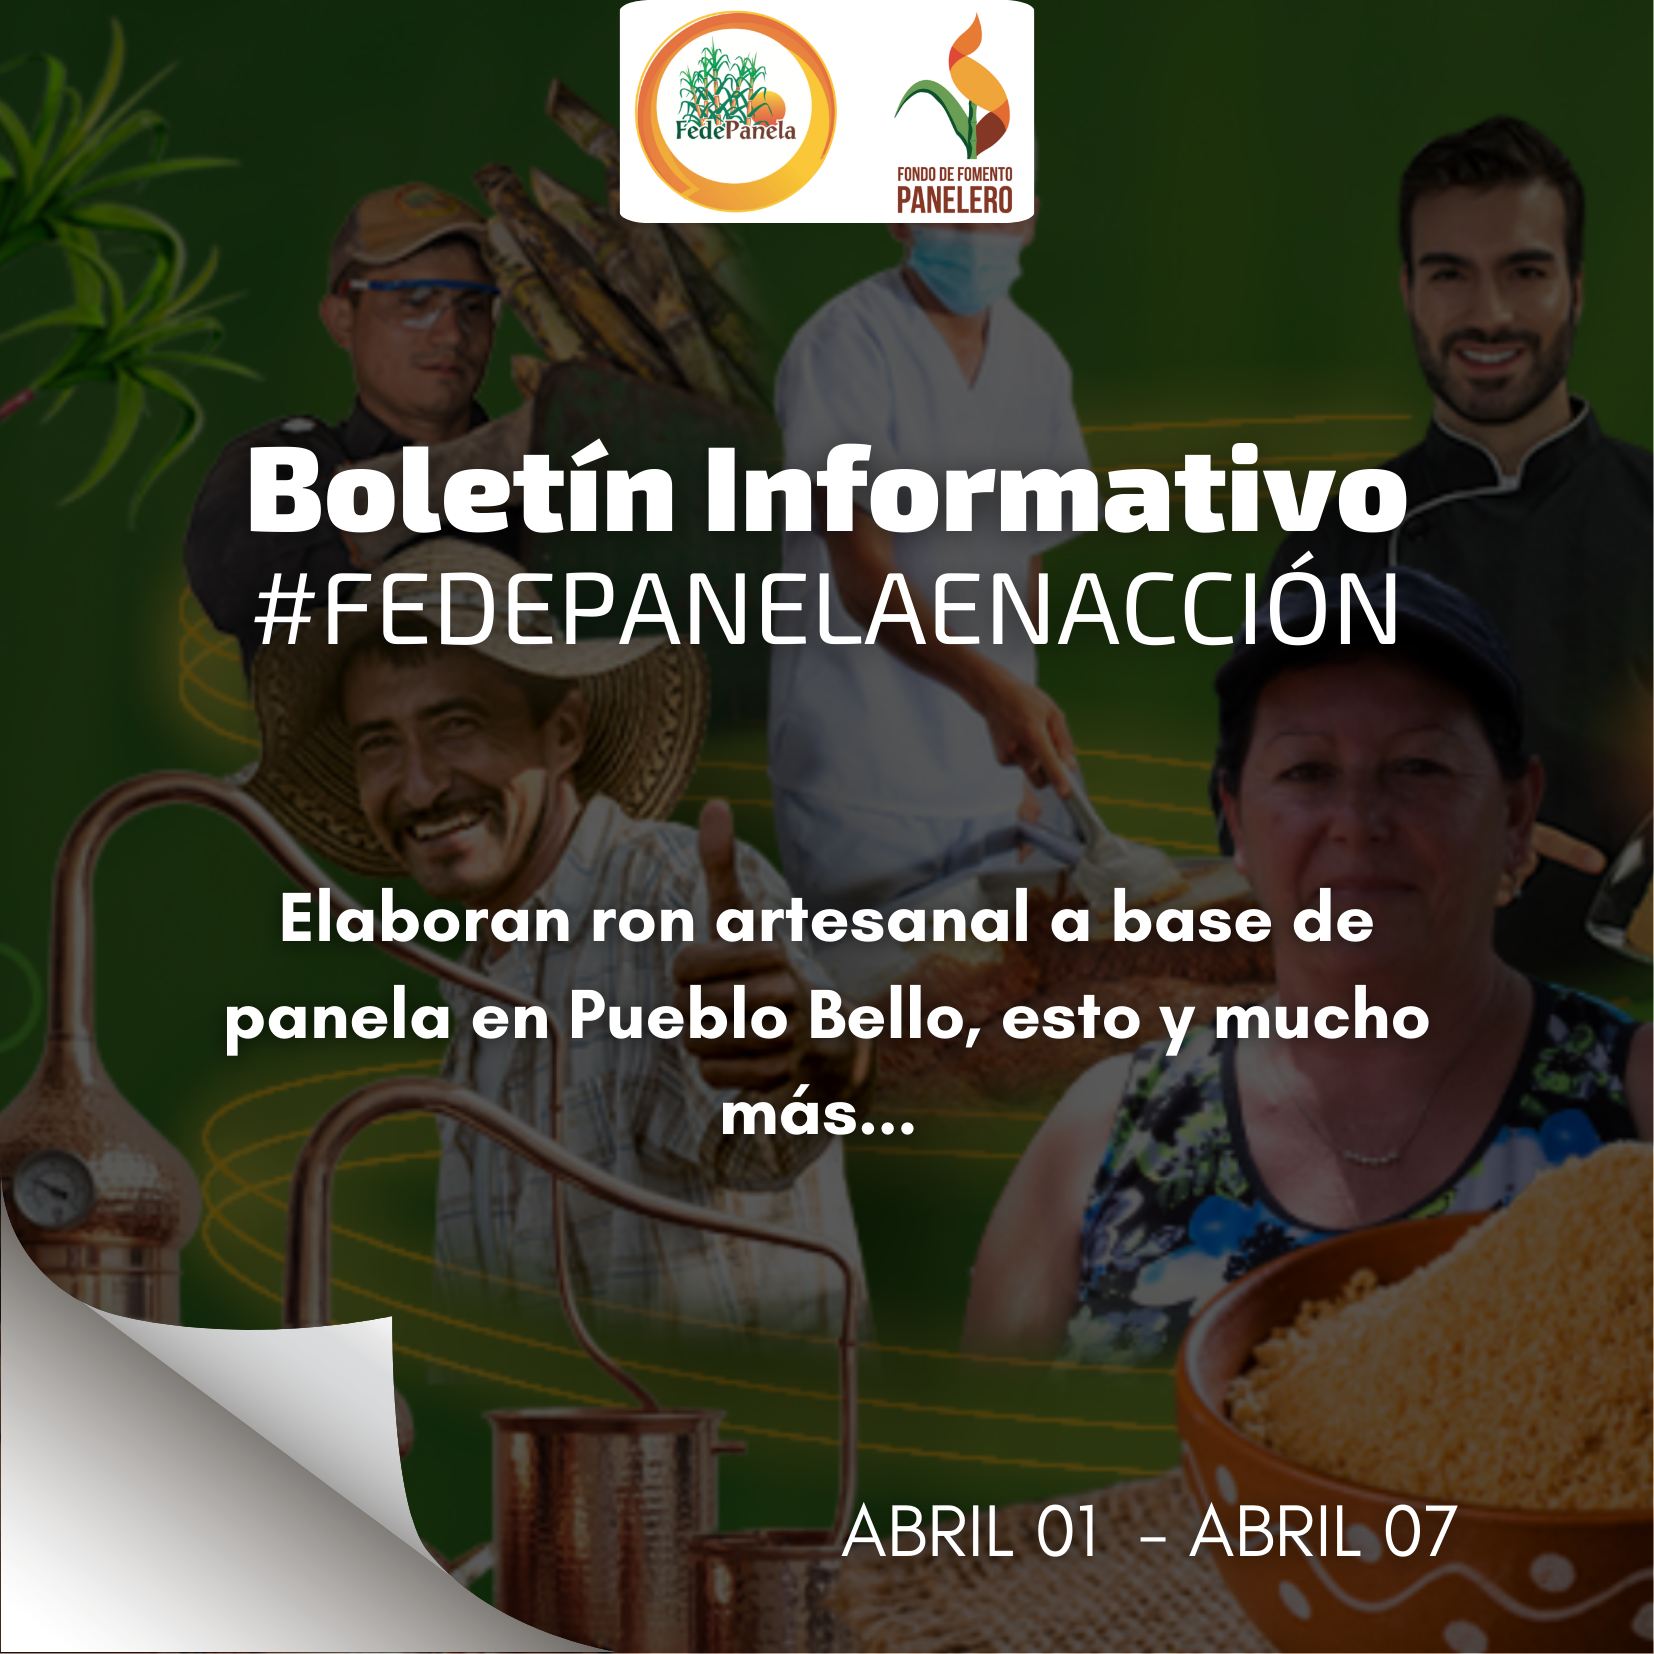 FedePanela
FONDO DE FOMENTO
PANELERO
Boletín Informativo
#FEDEPANELAENACCIÓN
Elaboran ron artesanal a base de
panela en Pueblo Bello, esto y mucho
más...
ABRIL 01 - ABRIL 07